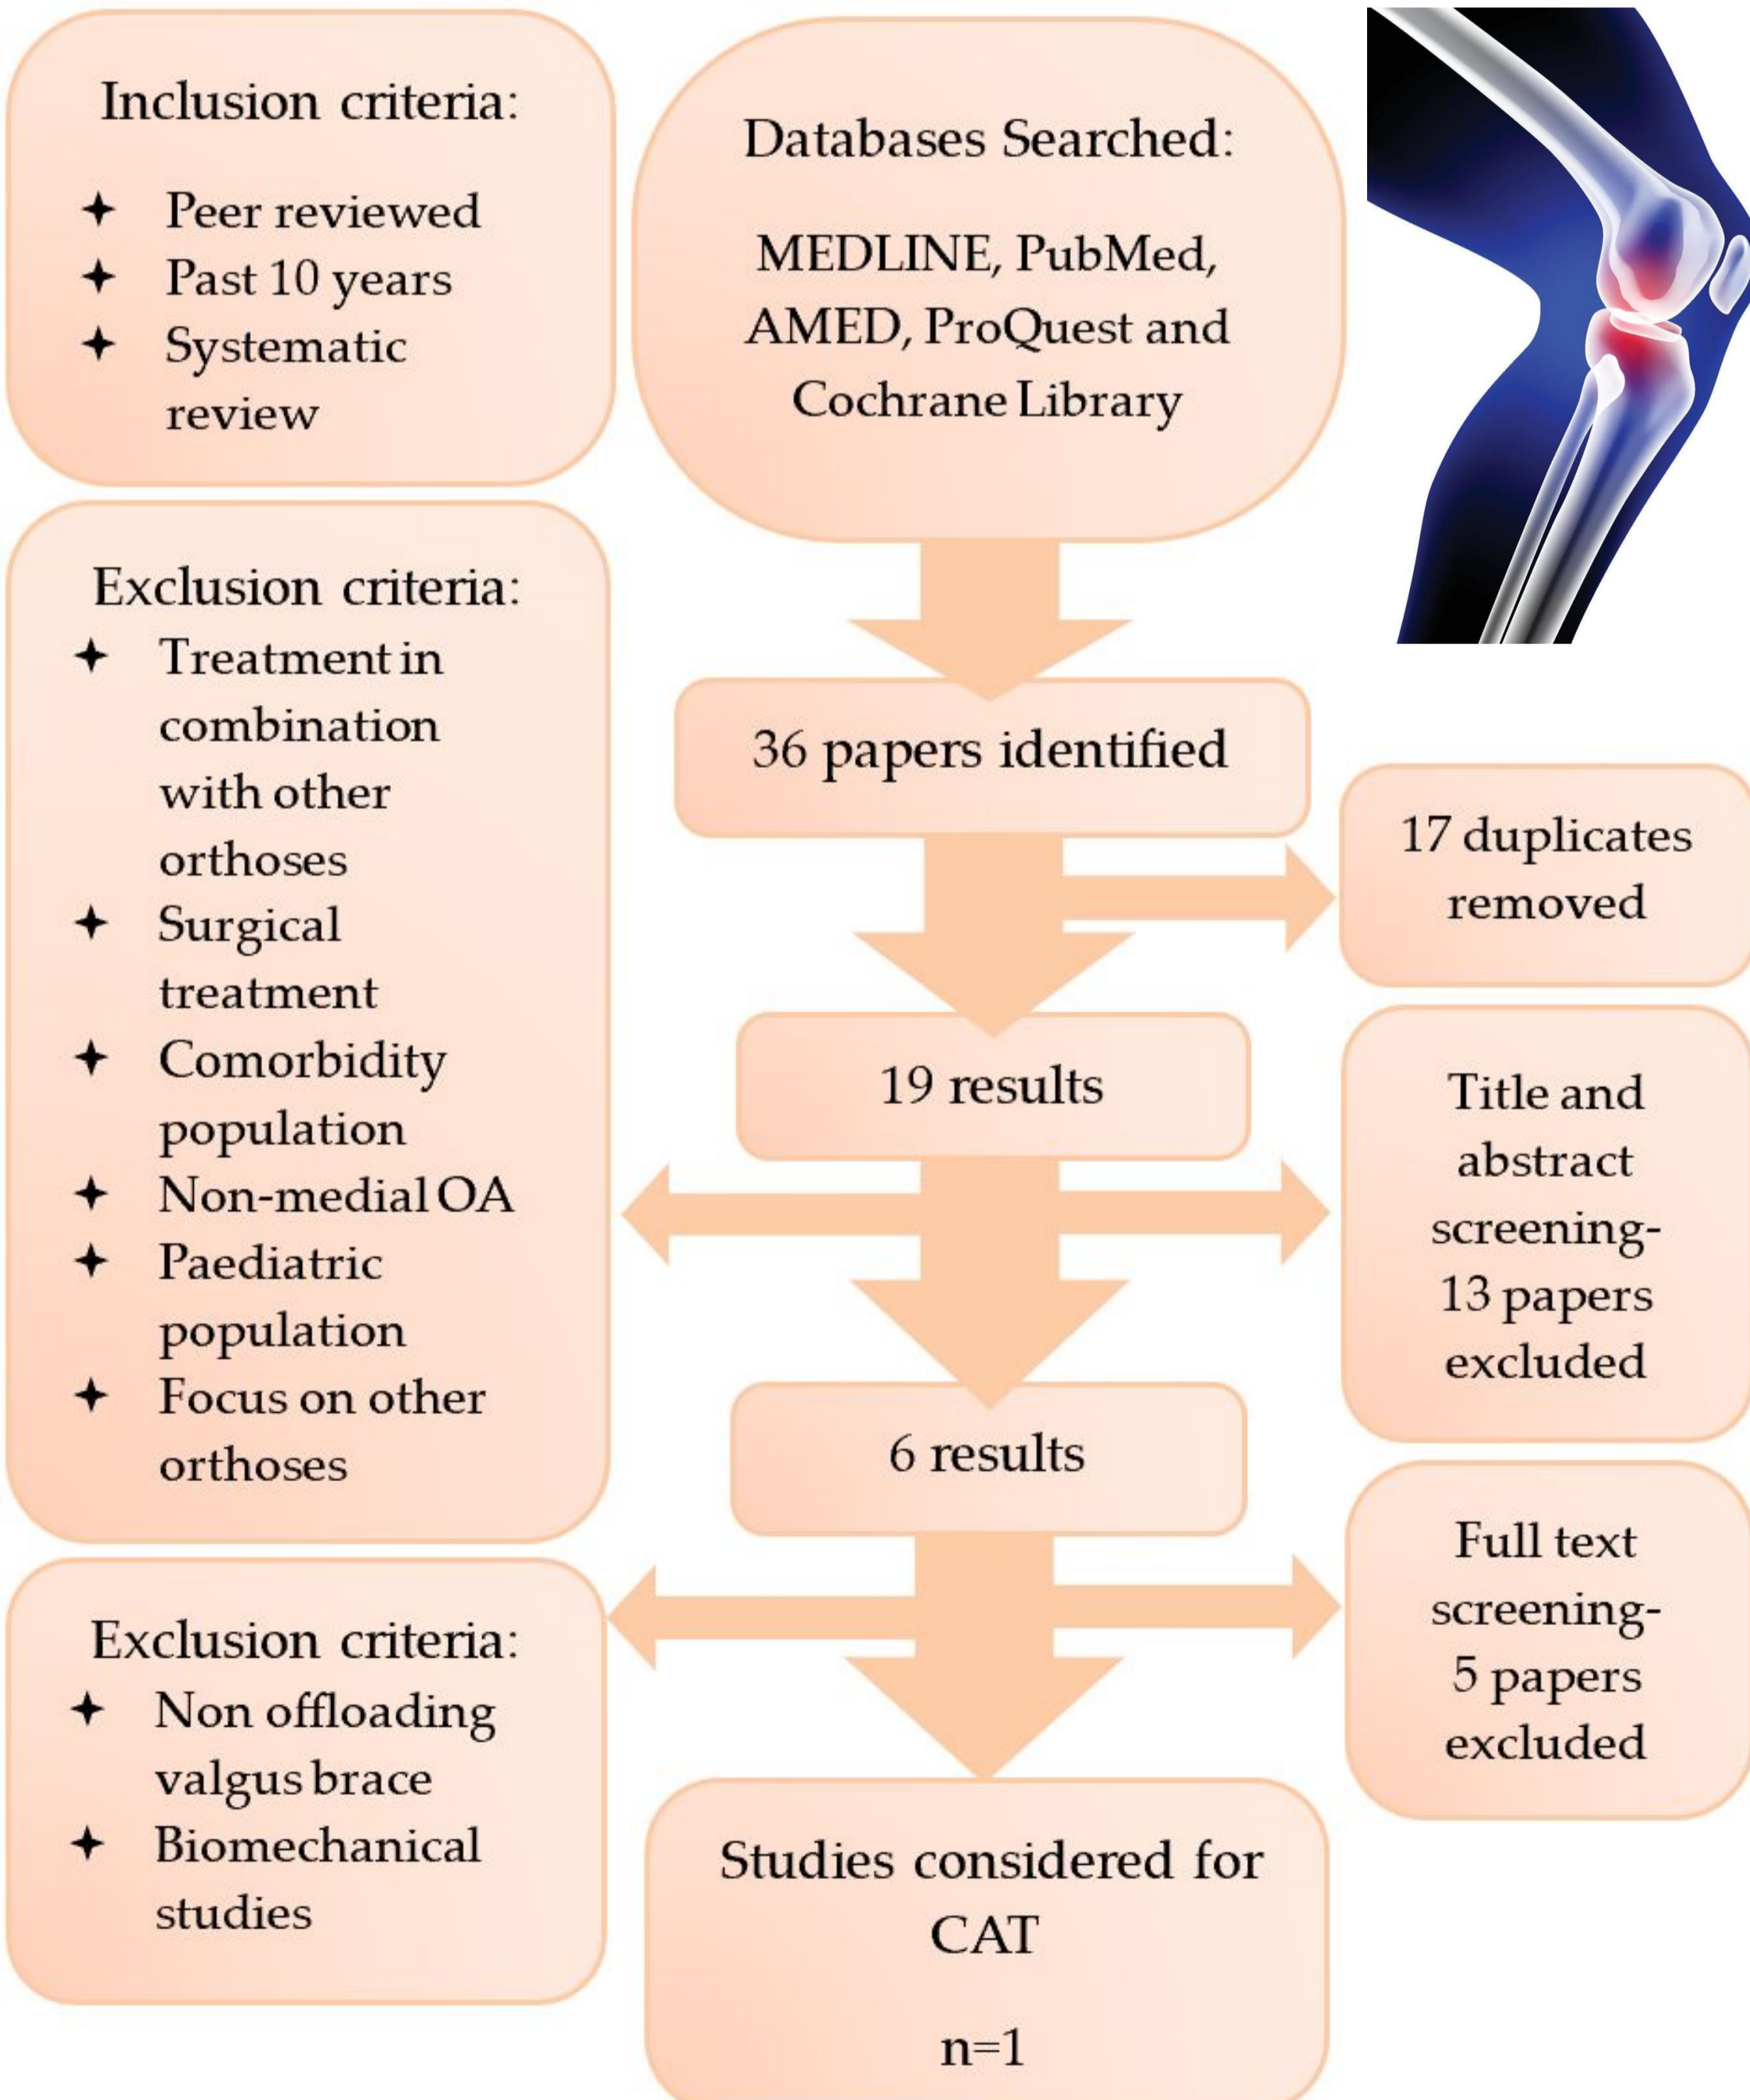 Inclusion criteria:
✦ Peer reviewed
✦ Past 10 years
✦ Systematic
review
Databases Searched:
MEDLINE, PubMed,
AMED, ProQuest and
Cochrane Library
Exclusion criteria:
✦ Treatment in
combination
with other
orthoses
✦ Surgical
treatment
✦ Comorbidity
population
✦ Non-medial OA
✦ Paediatric
population
✦ Focus on other
orthoses
36 papers identified
17 duplicates
removed
19 results
Title and
abstract
screening-
13 papers
excluded
6 results
Exclusion criteria:
✦ Non offloading
valgus brace
✦ Biomechanical
studies
Full text
screening-
5 papers
excluded
Studies considered for
CAT
n=1